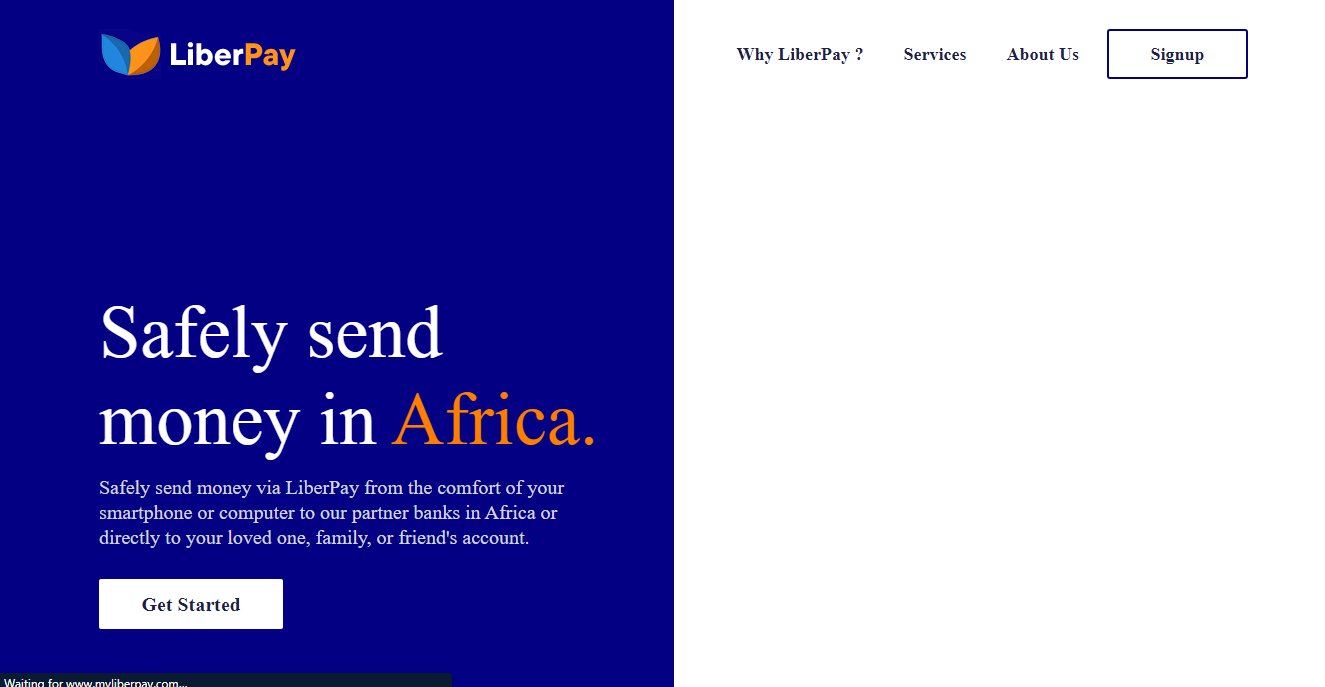 LiberPay
Why LiberPay ?
Services
About Us
Signup
Safely send
money in Africa.
Safely send money via LiberPay from the comfort of your
smartphone or computer to our partner banks in Africa or
directly to your loved one, family, or friend's account.
Get Started
Waiting for www.myliberpay.com...